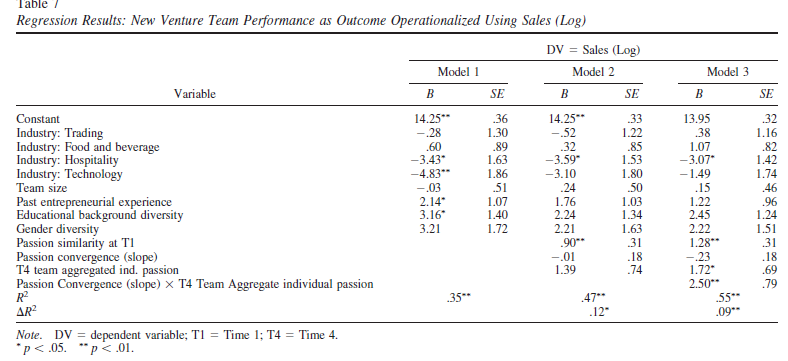 Table 7
Regression Results: New Venture Team Performance as Outcome Operationalized Using Sales (Log)
DV = Sales (Log)
Model 1 Model 2 Model 3
Variable B SE B SE B SE
Constant 14.25** .36 14.25** .33 13.95 .32
Industry: Trading −.28 1.30 −.52 1.22 .38 1.16
Industry: Food and beverage .60 .89 .32 .85 1.07 .82
Industry: Hospitality −3.43* 1.63 −3.59* 1.53 −3.07* 1.42
Industry: Technology −4.83** 1.86 −3.10 1.80 −1.49 1.74
Team size −.03 .51 .24 .50 .15 .46
Past entrepreneurial experience 2.14* 1.07 1.76 1.03 1.22 .96
Educational background diversity 3.16* 1.40 2.24 1.34 2.45 1.24
Gender diversity 3.21 1.72 2.21 1.63 2.22 1.51
Passion similarity at T1 .90** .31 1.28** .31
Passion convergence (slope) −.01 .18 −.23 .18
T4 team aggregated ind. passion 1.39 .74 1.72* .69
Passion Convergence (slope) × T4 Team Aggregate individual passion 2.50** .79
R² .35** .47** .55**
ΔR² .12* .09**
Note. DV = dependent variable; T1 = Time 1; T4 = Time 4.
* p < .05. ** p < .01.